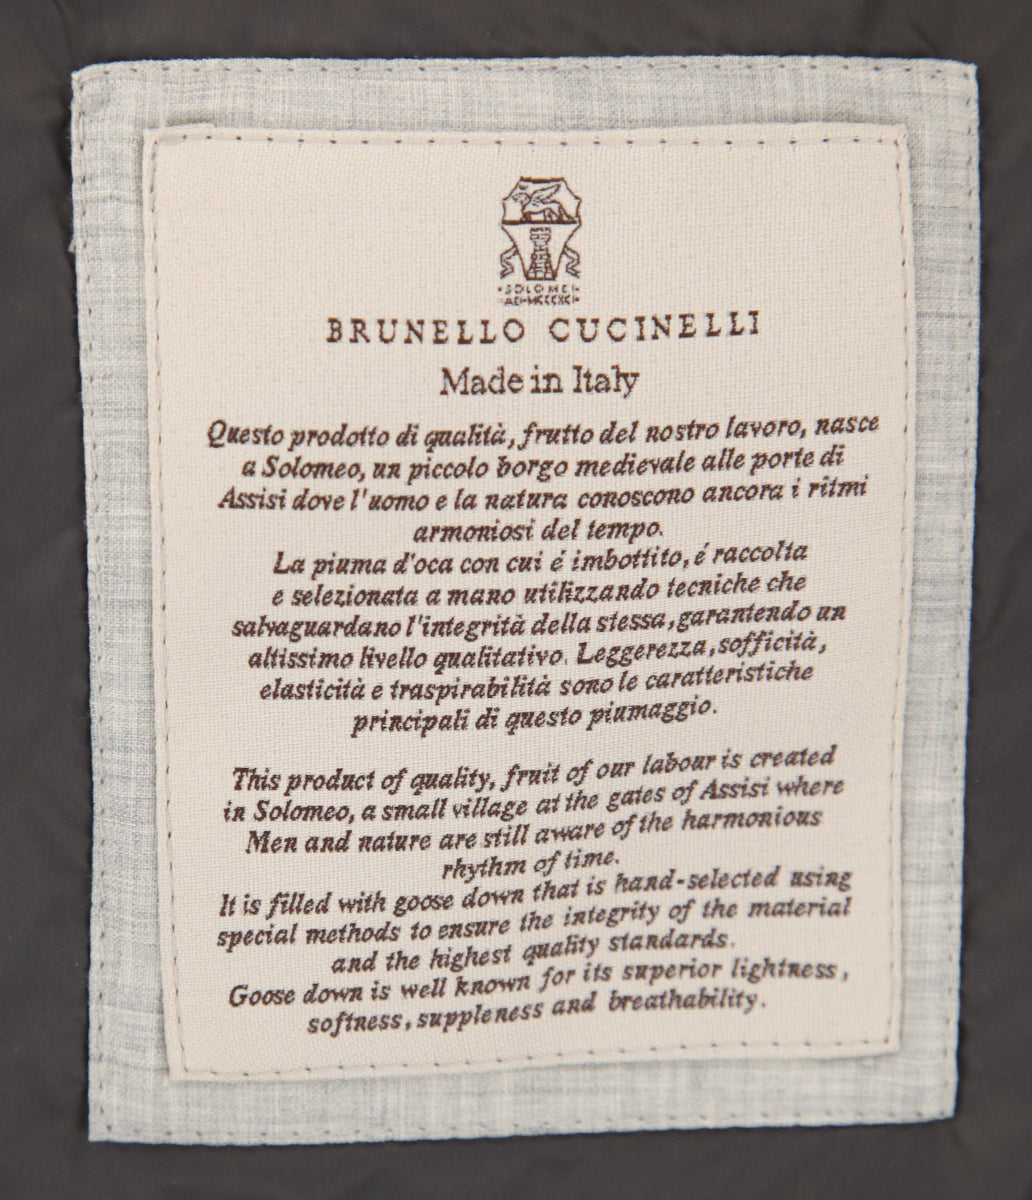 SOLOMEI
BRUNELLO CUCINELLI
Made in Italy
Questo prodotto di qualità, frutto del nostro lavoro, nasce
a Solomeo, un piccolo borgo medievale alle porte di
Assisi dove l'uomo e la natura conoscono ancora i ritmi
armoniosi del tempo.
La piuma d'oca con cui é imbottito, é raccolta
e selezionata a mano utilizzando tecniche che
salvaguardano l'integrità della stessa, garantendo un
altissimo livello qualitativo. Leggerezza, sofficità,
elasticità e traspirabilità sono le caratteristiche
principali di questo piumaggio.
This product of quality, fruit of our labour is created
in Solomeo, a small village at the gates of Assisi where
Men and nature are still aware of the harmonious
rhythm of time.
It is filled with goose down that is hand-selected using
special methods to ensure the integrity of the material
and the highest quality standards.
Goose down is well known for its superior lightness,
softness, suppleness and breathability.